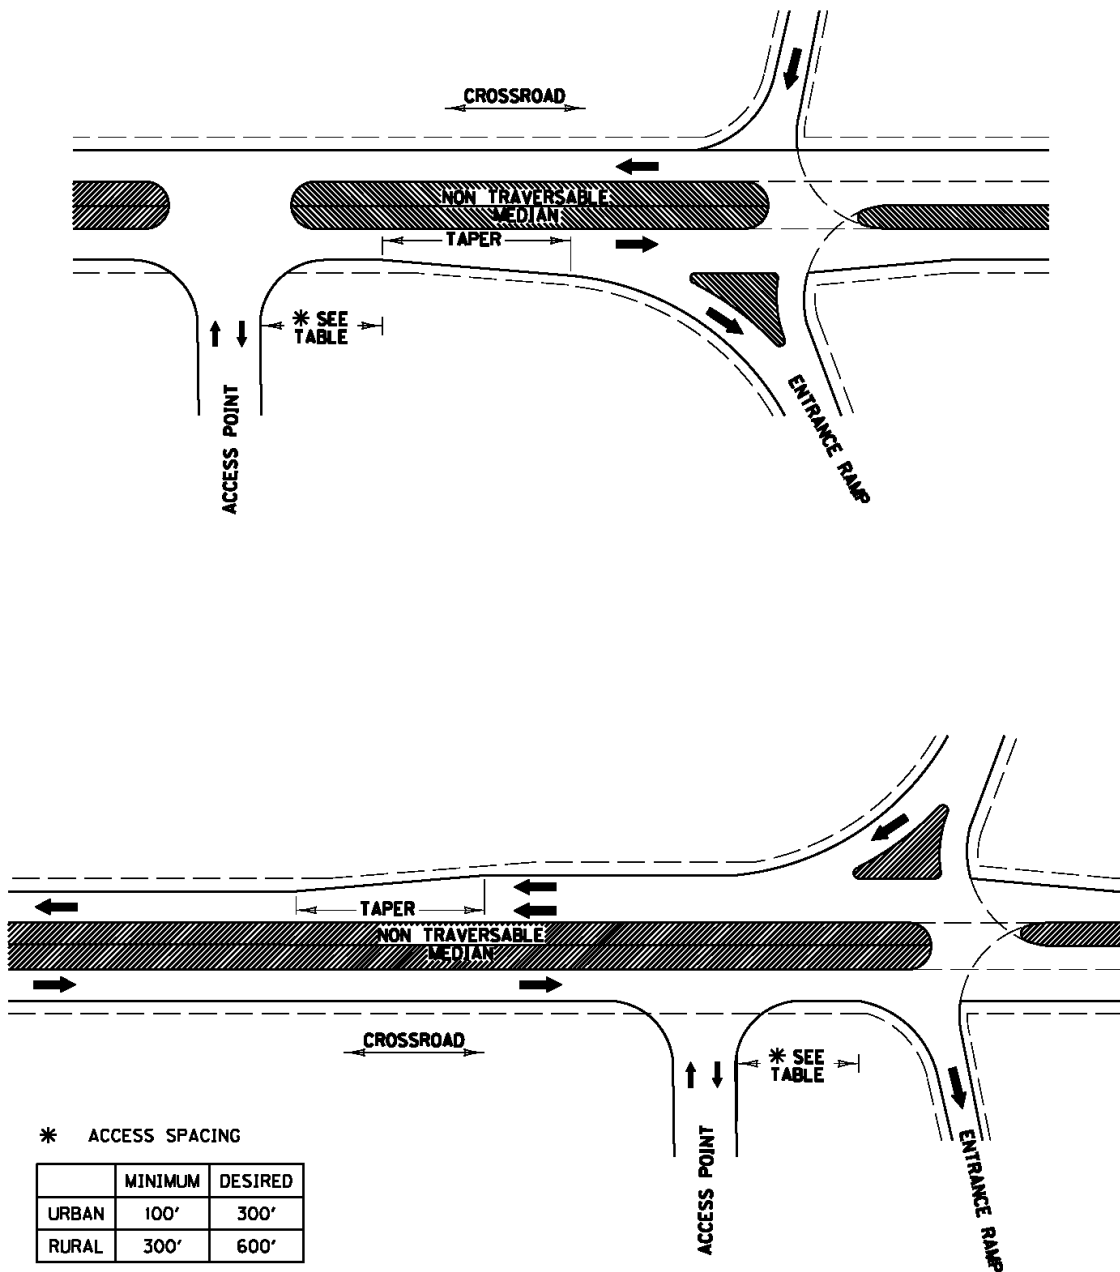 CROSSROAD
NON TRAVERSABLE
MEDIAN
TAPER
* SEE
TABLE
ACCESS POINT
ENTRANCE RAMP
TAPER
NON TRAVERSABLE
MEDIAN
CROSSROAD
* SEE
TABLE
ACCESS POINT
ENTRANCE RAMP
* ACCESS SPACING
MINIMUM DESIRED
URBAN 100' 300'
RURAL 300' 600'